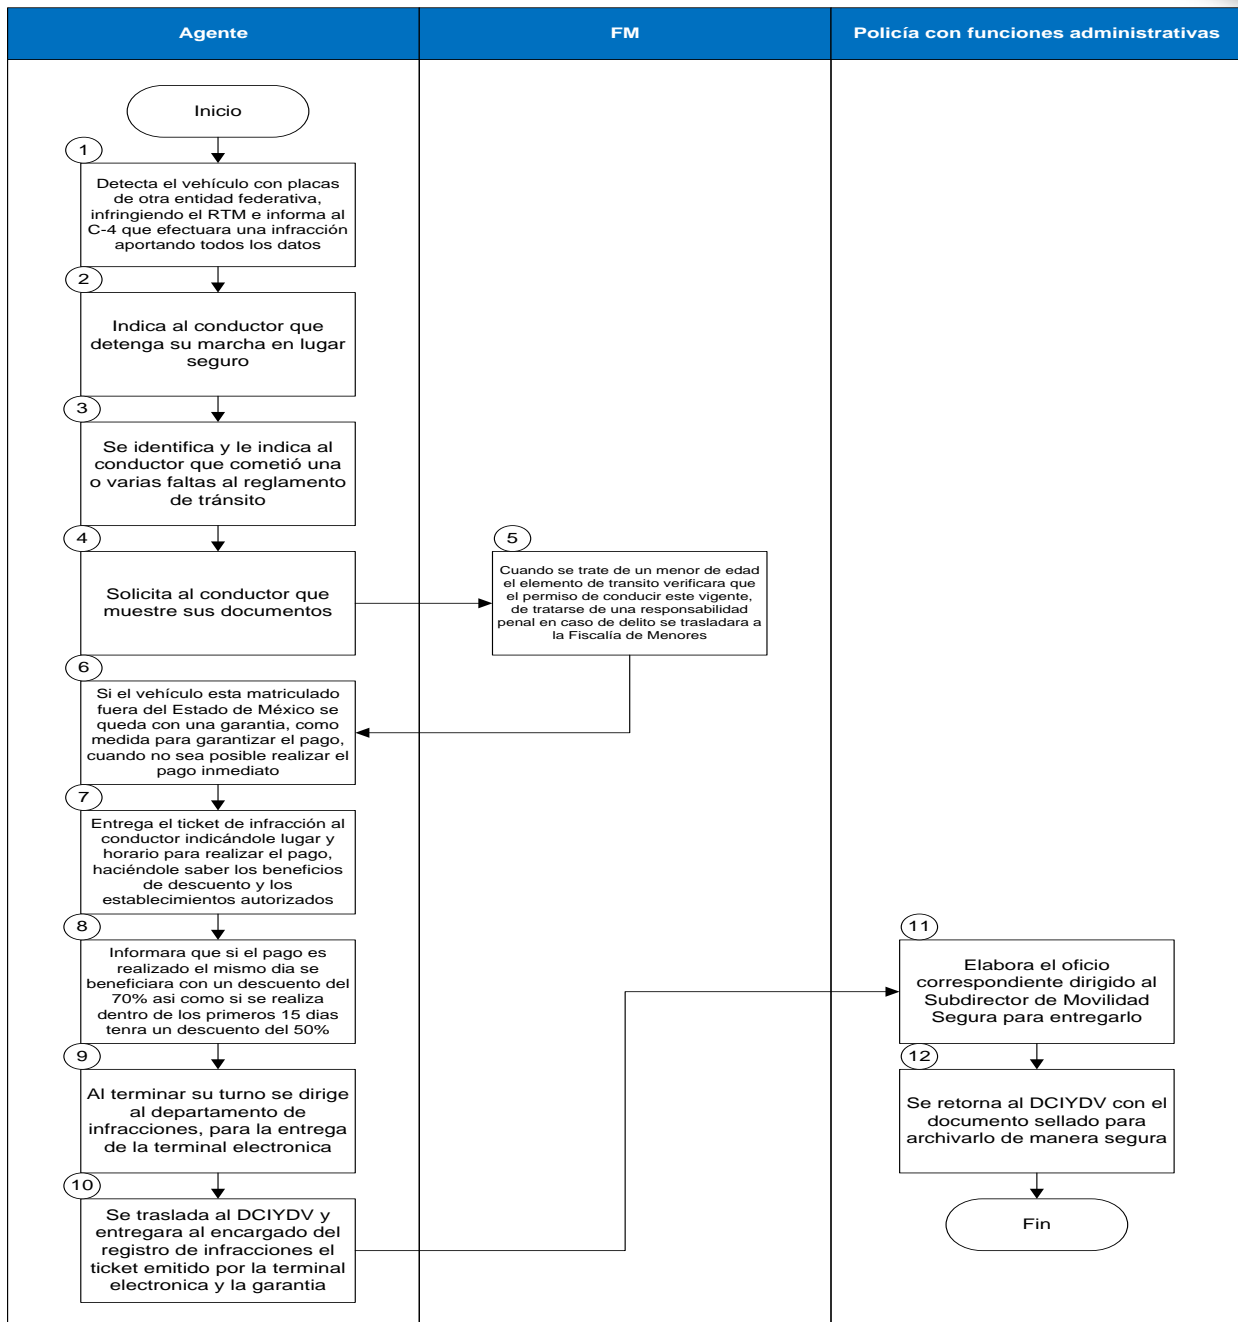 Agente
FM
Policía con funciones administrativas
Inicio
1
Detecta el vehículo con placas
de otra entidad federativa,
infringiendo el RTM e informa al
C-4 que efectuara una infracción
aportando todos los datos
2
Indica al conductor que
detenga su marcha en lugar
seguro
3
Se identifica y le indica al
conductor que cometió una
o varias faltas al reglamento
de tránsito
4
Solicita al conductor que
muestre sus documentos
5
Cuando se trate de un menor de edad
el elemento de transito verificara que
el permiso de conducir este vigente,
de tratarse de una responsabilidad
penal en caso de delito se trasladara a
la Fiscalía de Menores
6
Si el vehículo esta matriculado
fuera del Estado de México se
queda con una garantia, como
medida para garantizar el pago,
cuando no sea posible realizar el
pago inmediato
7
Entrega el ticket de infracción al
conductor indicándole lugar y
horario para realizar el pago,
haciéndole saber los beneficios
de descuento y los
establecimientos autorizados
8
Informara que si el pago es
realizado el mismo dia se
beneficiara con un descuento del
70% asi como si se realiza
dentro de los primeros 15 dias
tenra un descuento del 50%
9
Al terminar su turno se dirige
al departamento de
infracciones, para la entrega
de la terminal electronica
10
Se traslada al DCIYDV y
entregara al encargado del
registro de infracciones el
ticket emitido por la terminal
electronica y la garantia
11
Elabora el oficio
correspondiente dirigido al
Subdirector de Movilidad
Segura para entregarlo
12
Se retorna al DCIYDV con el
documento sellado para
archivarlo de manera segura
Fin